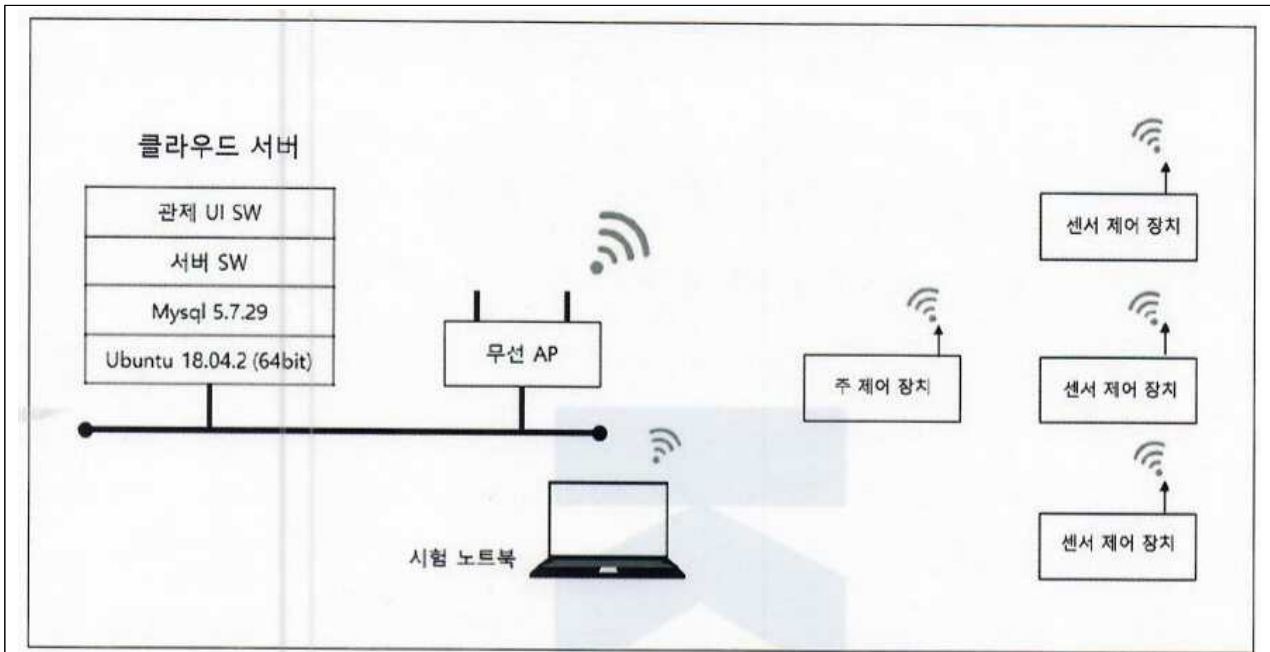 클라우드 서버
관제 UI SW
서버 SW
Mysql 5.7.29
Ubuntu 18.04.2 (64bit)
무선 AP
시험 노트북
주 제어 장치
센서 제어 장치
센서 제어 장치
센서 제어 장치